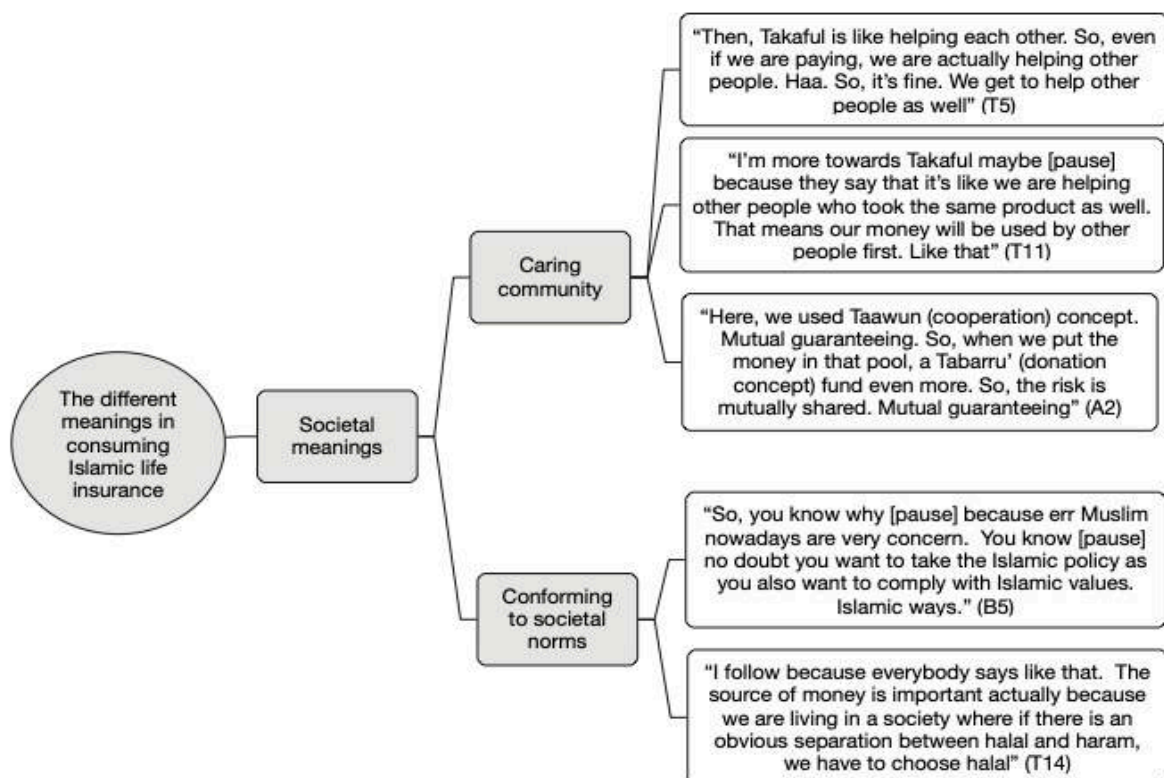 The different
meanings in
consuming
Islamic life
insurance
Societal
meanings
Caring
community
“Then, Takaful is like helping each other. So, even
if we are paying, we are actually helping other
people. Haa. So, it’s fine. We get to help other
people as well” (T5)
“I’m more towards Takaful maybe [pause]
because they say that it’s like we are helping
other people who took the same product as well.
That means our money will be used by other
people first. Like that” (T11)
“Here, we used Taawun (cooperation) concept.
Mutual guaranteeing. So, when we put the
money in that pool, a Tabarru’ (donation
concept) fund even more. So, the risk is
mutually shared. Mutual guaranteeing” (A2)
Conforming
to societal
norms
“So, you know why [pause] because err Muslim
nowadays are very concern.  You know [pause]
no doubt you want to take the Islamic policy as
you also want to comply with Islamic values.
Islamic ways.” (B5)
“I follow because everybody says like that.  The
source of money is important actually because
we are living in a society where if there is an
obvious separation between halal and haram,
we have to choose halal” (T14)